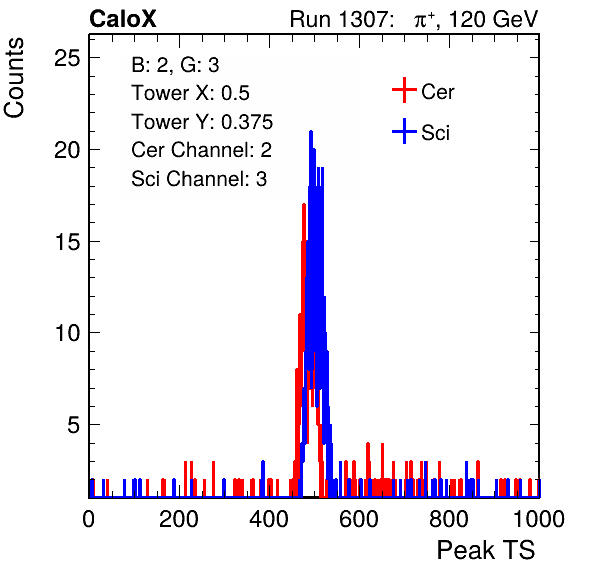 CaloX Run 1307: π⁺, 120 GeV
Counts
B: 2, G: 3
Tower X: 0.5
Tower Y: 0.375
Cer Channel: 2
Sci Channel: 3
Cer
Sci
25
20
15
10
5
0 200 400 600 800 1000
Peak TS